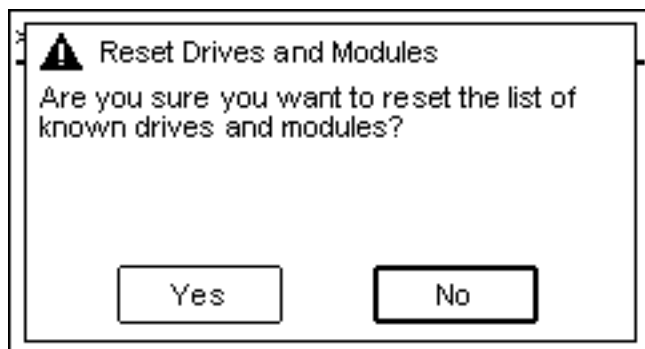 Reset Drives and Modules
Are you sure you want to reset the list of
known drives and modules?
Yes
No